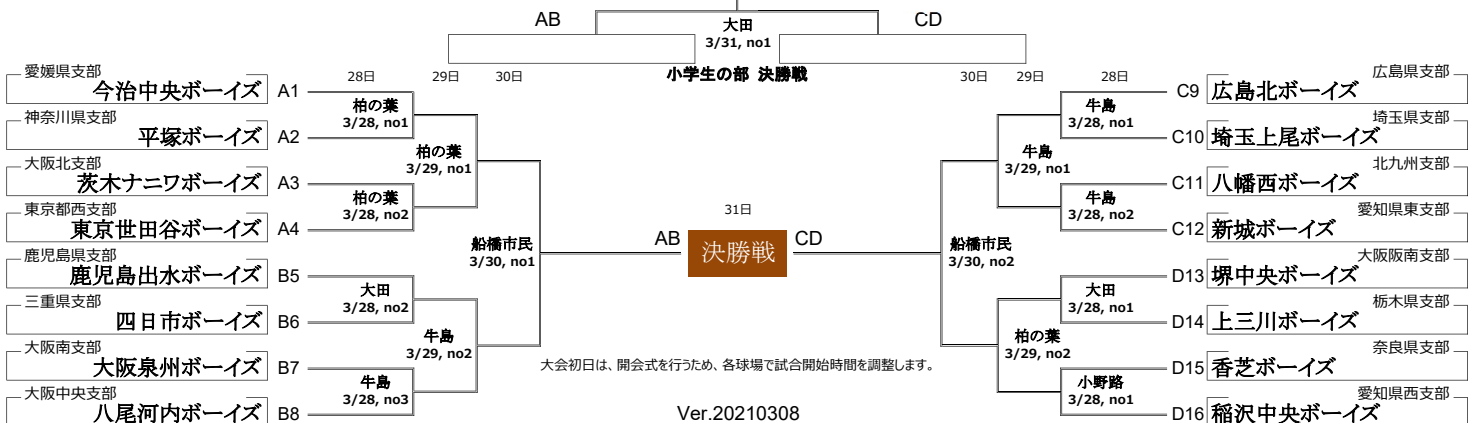 AB
大田
3/31, no1
CD
小学生の部 決勝戦
28日
29日
30日
30日
29日
28日
愛媛県支部
今治中央ボーイズ A1
神奈川県支部
平塚ボーイズ A2
大阪北支部
茨木ナニワボーイズ A3
東京都西支部
東京世田谷ボーイズ A4
鹿児島県支部
鹿児島出水ボーイズ B5
三重県支部
四日市ボーイズ B6
大阪南支部
大阪泉州ボーイズ B7
大阪中央支部
八尾河内ボーイズ B8
柏の葉
3/28, no1
柏の葉
3/28, no2
大田
3/28, no2
牛島
3/28, no3
柏の葉
3/29, no1
牛島
3/29, no2
船橋市民
3/30, no1
31日
AB 決勝戦 CD
船橋市民
3/30, no2
牛島
3/29, no1
柏の葉
3/29, no2
牛島
3/28, no1
牛島
3/28, no2
大田
3/28, no1
小野路
3/28, no1
広島県支部
C9 広島北ボーイズ
埼玉県支部
C10 埼玉上尾ボーイズ
北九州支部
C11 八幡西ボーイズ
愛知県東支部
C12 新城ボーイズ
大阪阪南支部
D13 堺中央ボーイズ
栃木県支部
D14 上三川ボーイズ
奈良県支部
D15 香芝ボーイズ
愛知県西支部
D16 稲沢中央ボーイズ
大会初日は、開会式を行うため、各球場で試合開始時間を調整します。
Ver.20210308